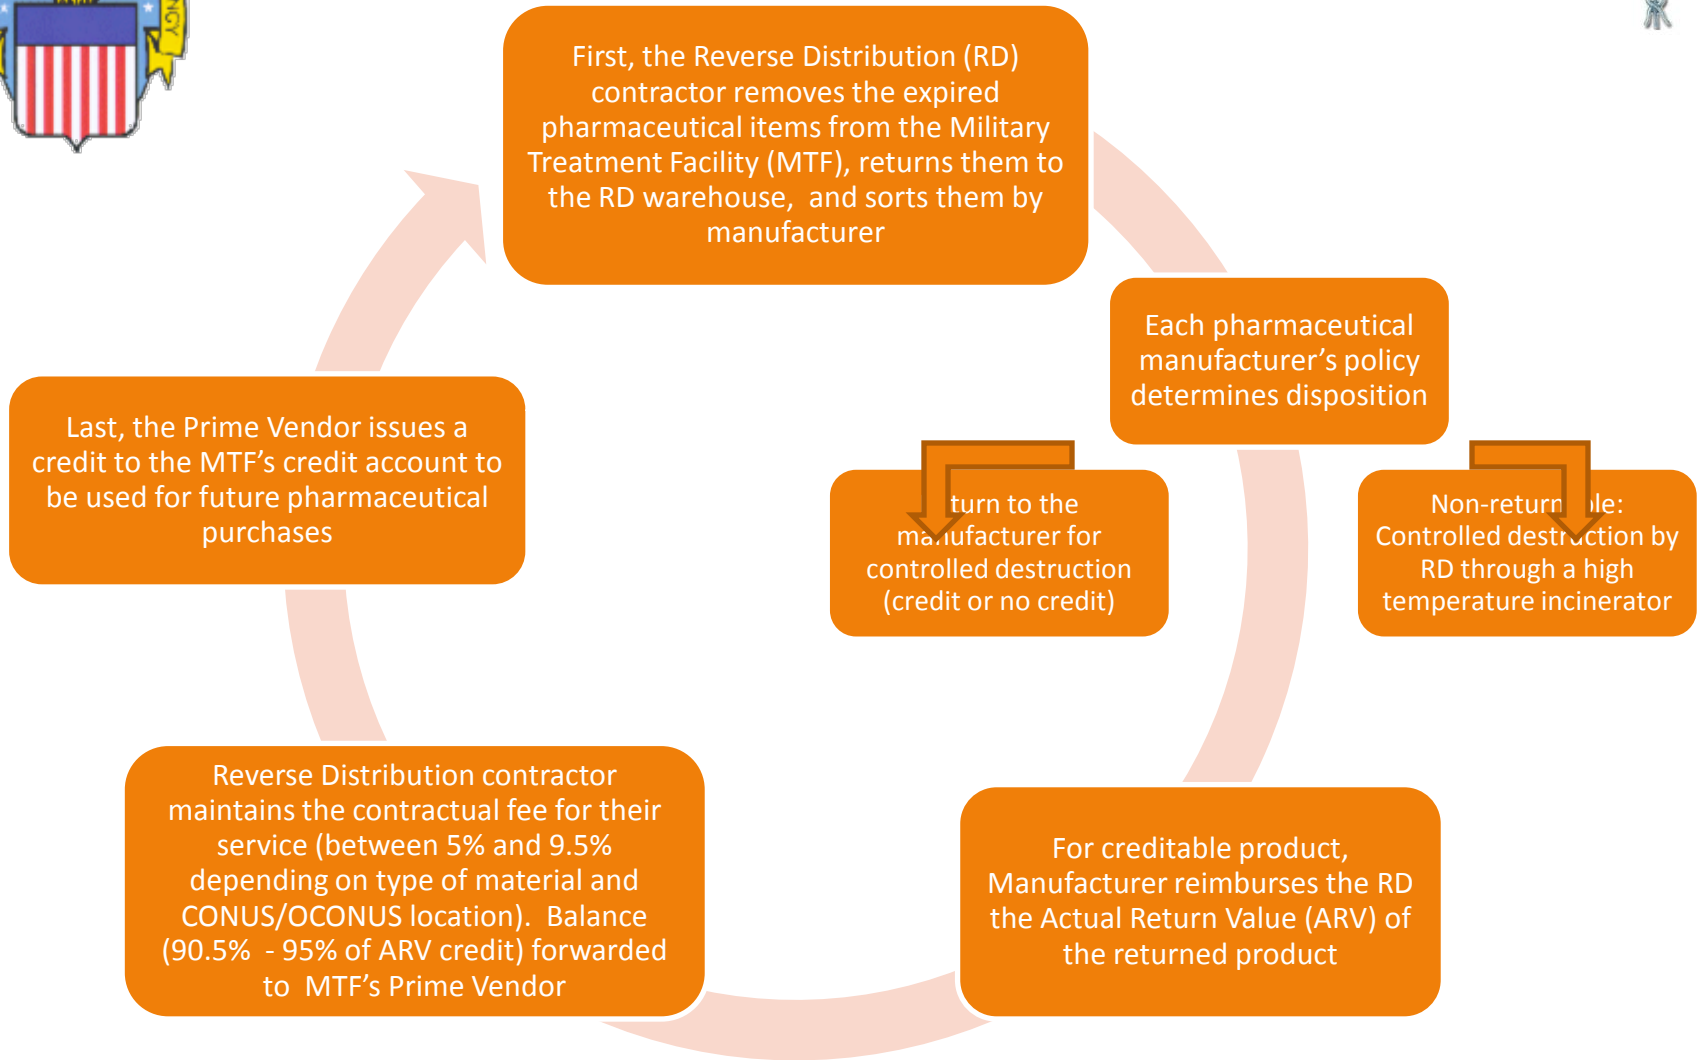 NGY
First, the Reverse Distribution (RD)
contractor removes the expired
pharmaceutical items from the Military
Treatment Facility (MTF), returns them to
the RD warehouse,  and sorts them by
manufacturer
Each pharmaceutical
manufacturer’s policy
determines disposition
turn to the
manufacturer for
controlled destruction
(credit or no credit)
Non-returnable:
Controlled destruction by
RD through a high
temperature incinerator
For creditable product,
Manufacturer reimburses the RD
the Actual Return Value (ARV) of
the returned product
Reverse Distribution contractor
maintains the contractual fee for their
service (between 5% and 9.5%
depending on type of material and
CONUS/OCONUS location).  Balance
(90.5%  - 95% of ARV credit) forwarded
to  MTF’s Prime Vendor
Last, the Prime Vendor issues a
credit to the MTF’s credit account to
be used for future pharmaceutical
purchases